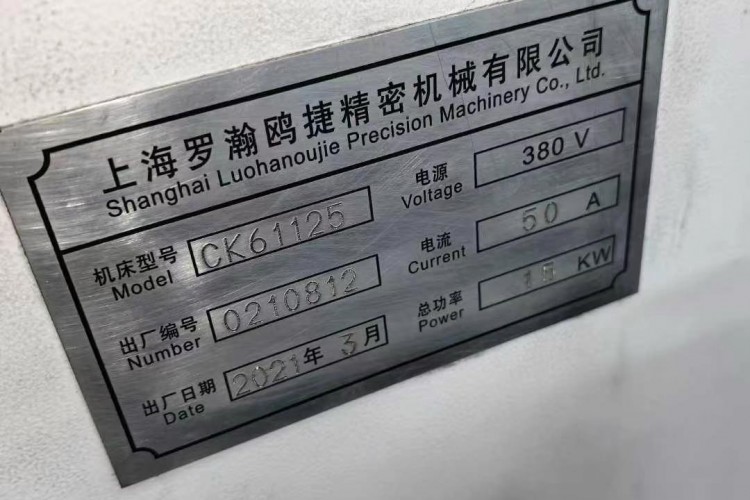 上海罗瀚鸥捷精密机械有限公司
Shanghai Luohanoujie Precision Machinery Co., Ltd.
机床型号 CK61125
Model
出厂编号 0210812
Number
出厂日期 2021年 3月
Date
电源 380 V
Voltage
电流 50 A
Current
总功率 KW
Power